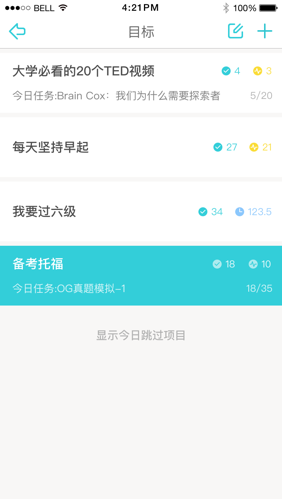 BELL 4:21PM 100%
目标
大学必看的20个TED视频 4 3
今日任务:Brain Cox：我们为什么需要探索者 5/20
每天坚持早起 27 21
我要过六级 34 123.5
备考托福 18 10
今日任务:OG真题模拟-1 18/35
显示今日跳过项目